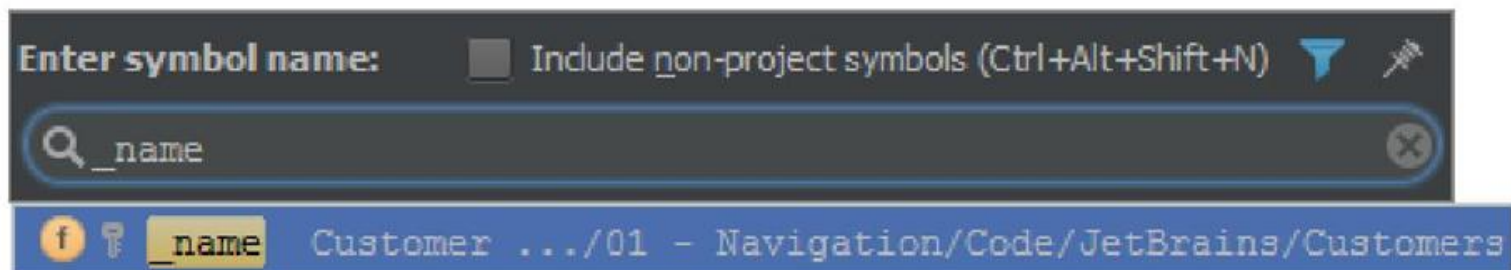 Enter symbol name: Include non-project symbols (Ctrl+Alt+Shift+N)
_name
f _name Customer .../01 - Navigation/Code/JetBrains/Customers